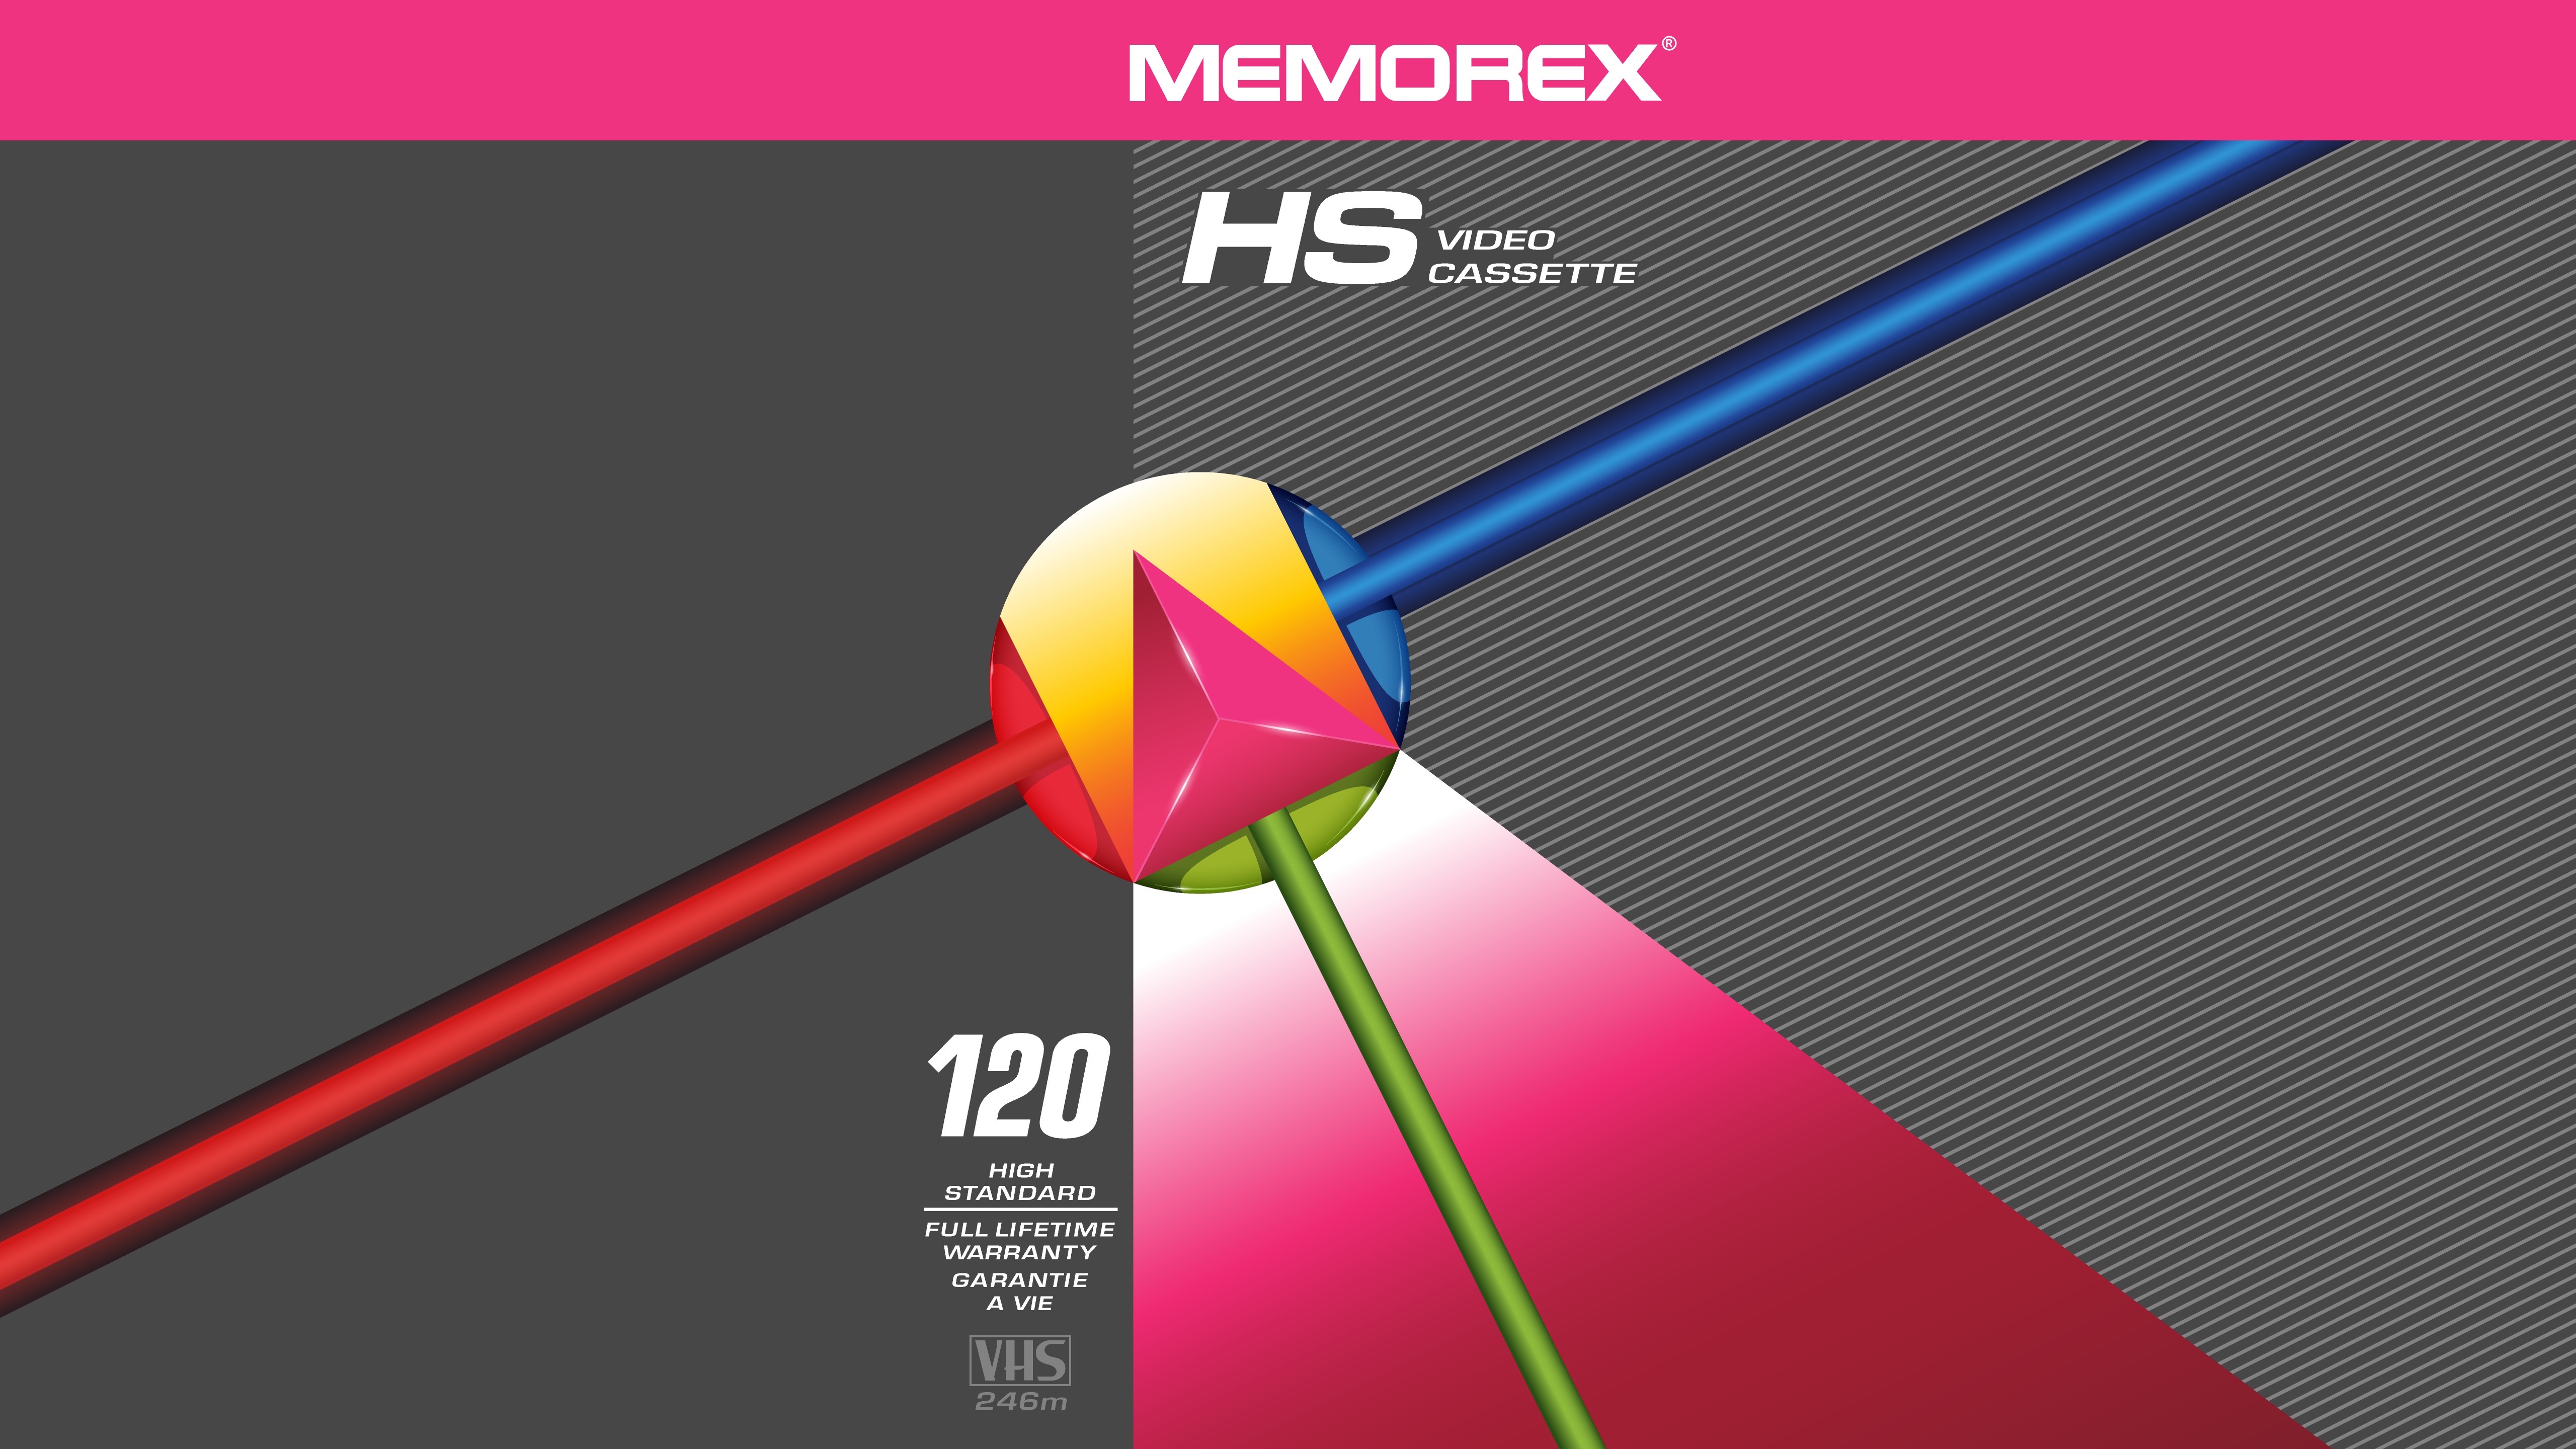 MEMOREX®
HS VIDEO
CASSETTE
120
HIGH
STANDARD
FULL LIFETIME
WARRANTY
GARANTIE
A VIE
VHS
246m